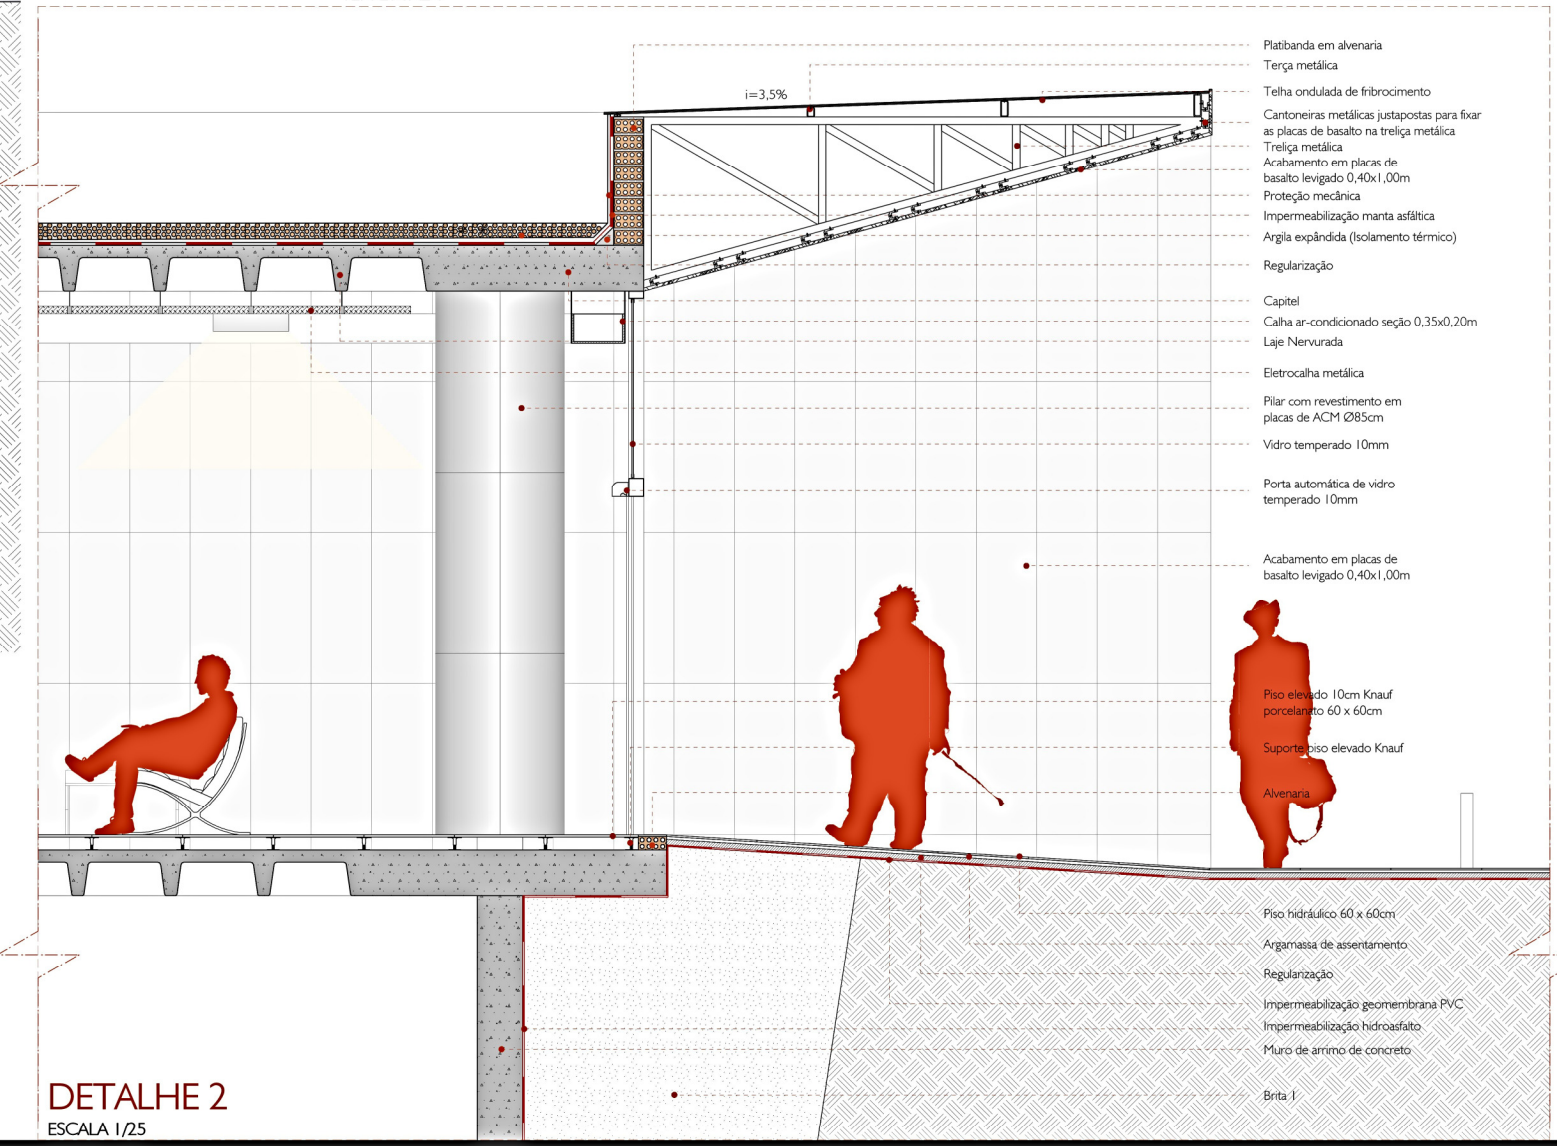 Platibanda em alvenaria
Terça metálica
i=3,5%
Telha ondulada de fribrocimento
Cantoneiras metálicas justapostas para fixar
as placas de basalto na treliça metálica
Treliça metálica
Acabamento em placas de
basalto levigado 0,40x1,00m
Proteção mecânica
Impermeabilização manta asfáltica
Argila expândida (Isolamento térmico)
Regularização
Capitel
Calha ar-condicionado seção 0,35x0,20m
Laje Nervurada
Eletrocalha metálica
Pilar com revestimento em
placas de ACM Ø85cm
Vidro temperado 10mm
Porta automática de vidro
temperado 10mm
Acabamento em placas de
basalto levigado 0,40x1,00m
Piso elevado 10cm Knauf
porcelanato 60 x 60cm
Suporte piso elevado Knauf
Alvenaria
Piso hidráulico 60 x 60cm
Argamassa de assentamento
Regularização
Impermeabilização geomembrana PVC
Impermeabilização hidroasfalto
Muro de arrimo de concreto
Brita 1
DETALHE 2
ESCALA 1/25